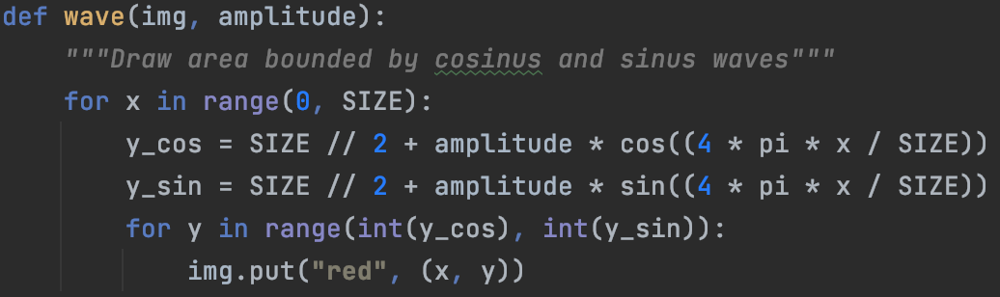 def wave(img, amplitude):
    """Draw area bounded by cosinus and sinus waves"""
    for x in range(0, SIZE):
        y_cos = SIZE // 2 + amplitude * cos((4 * pi * x / SIZE))
        y_sin = SIZE // 2 + amplitude * sin((4 * pi * x / SIZE))
        for y in range(int(y_cos), int(y_sin)):
            img.put("red", (x, y))